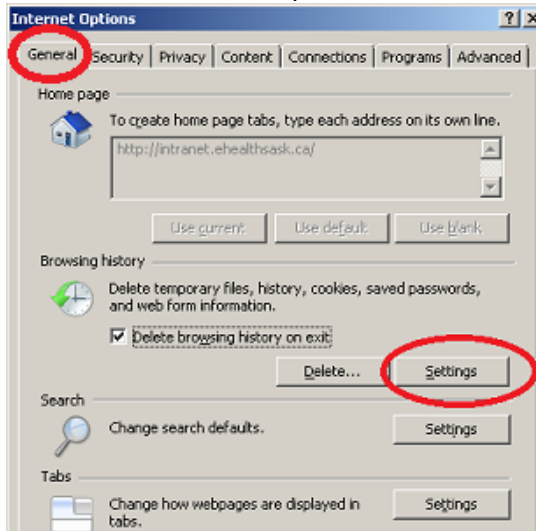 Internet Options
General Security Privacy Content Connections Programs Advanced
Home page
To create home page tabs, type each address on its own line.
http://intranet.ehealthsask.ca/
Use current Use default Use blank
Browsing history
Delete temporary files, history, cookies, saved passwords,
and web form information.
Delete browsing history on exit
Delete... Settings
Search
Change search defaults. Settings
Tabs
Change how webpages are displayed in Settings
tabs.